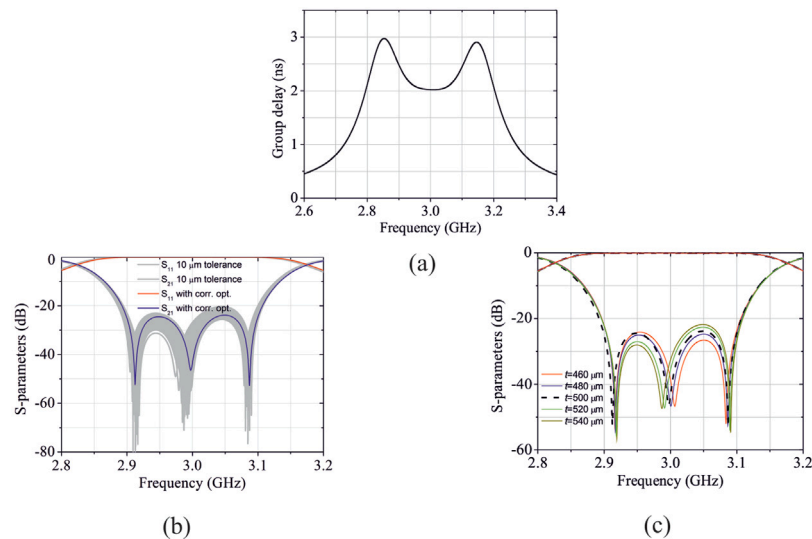 3
2
1
0
Group delay (ns)
2.6 2.8 3.0 3.2 3.4
Frequency (GHz)
(a)
0
-20
-40
-60
-80
S-parameters (dB)
S11 10 μm tolerance
S21 10 μm tolerance
S11 with corr. opt.
S21 with corr. opt.
2.8 2.9 3.0 3.1 3.2
Frequency (GHz)
(b)
0
-20
-40
-60
S-parameters (dB)
t=460 μm
t=480 μm
t=500 μm
t=520 μm
t=540 μm
2.8 2.9 3.0 3.1 3.2
Frequency (GHz)
(c)